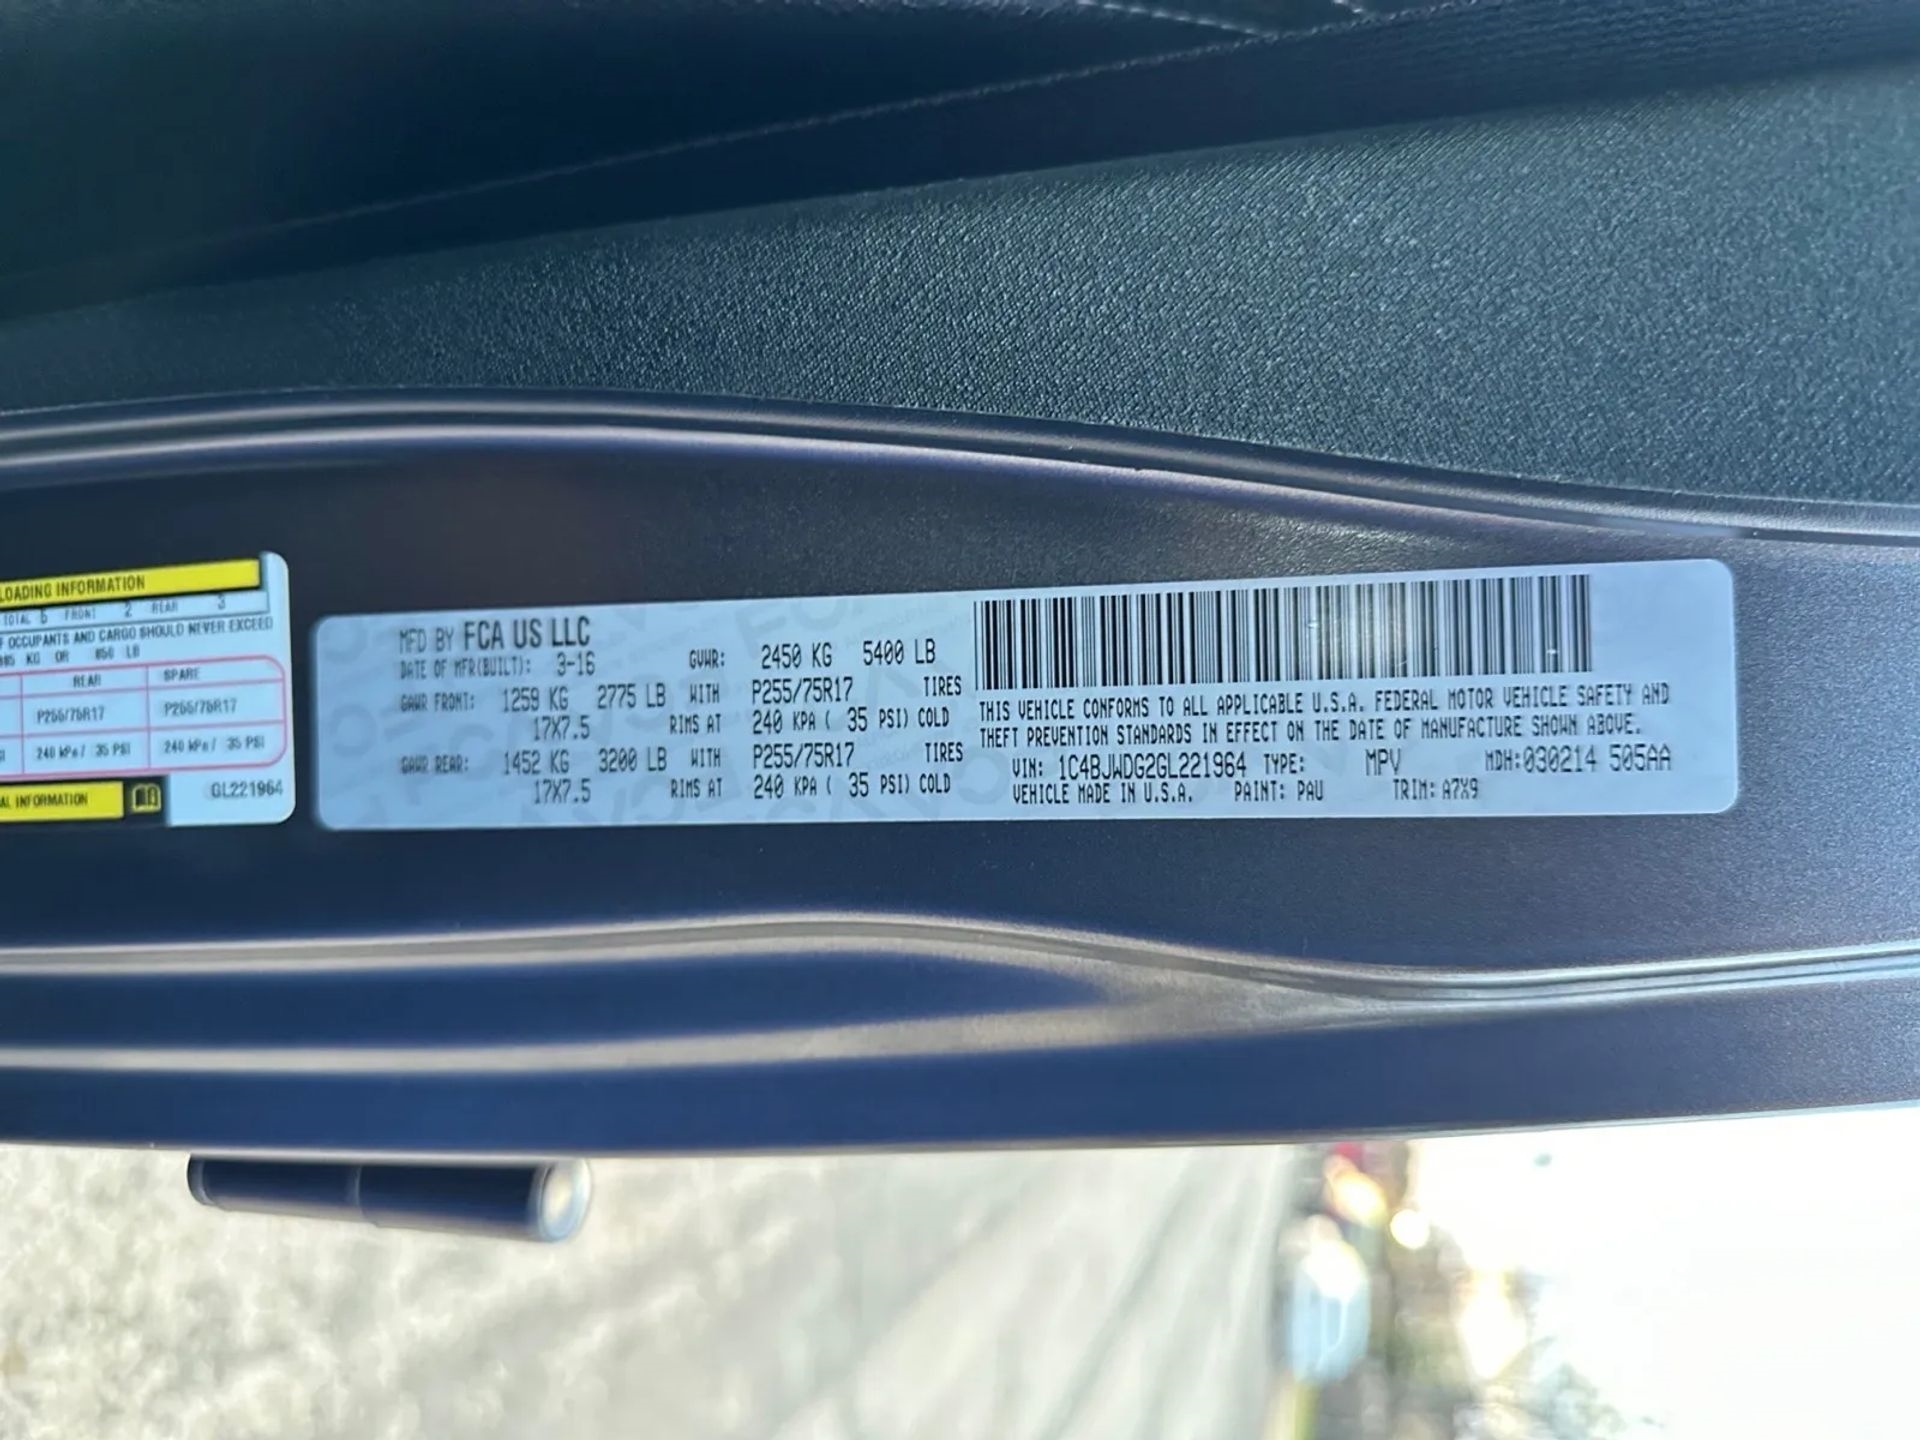 LOADING INFORMATION
TOTAL 5 FRONT 2 REAR 3
F OCCUPANTS AND CARGO SHOULD NEVER EXCEED
385 KG OR 850 LB
REAR SPARE
P255/75R17 P255/75R17
240 kPa / 35 PSI 240 kPa / 35 PSI
AL INFORMATION
GL221964
MFD BY FCA US LLC
DATE OF MFR(BUILT): 3-16 GVWR: 2450 KG 5400 LB
GAWR FRONT: 1259 KG 2775 LB WITH P255/75R17 TIRES
17X7.5 RIMS AT 240 KPA ( 35 PSI) COLD
GAWR REAR: 1452 KG 3200 LB WITH P255/75R17 TIRES
17X7.5 RIMS AT 240 KPA ( 35 PSI) COLD
THIS VEHICLE CONFORMS TO ALL APPLICABLE U.S.A. FEDERAL MOTOR VEHICLE SAFETY AND
THEFT PREVENTION STANDARDS IN EFFECT ON THE DATE OF MANUFACTURE SHOWN ABOVE.
VIN: 1C4BJWDG2GL221964 TYPE: MPV MDH:030214 505AA
VEHICLE MADE IN U.S.A. PAINT: PAU TRIM: A7X9